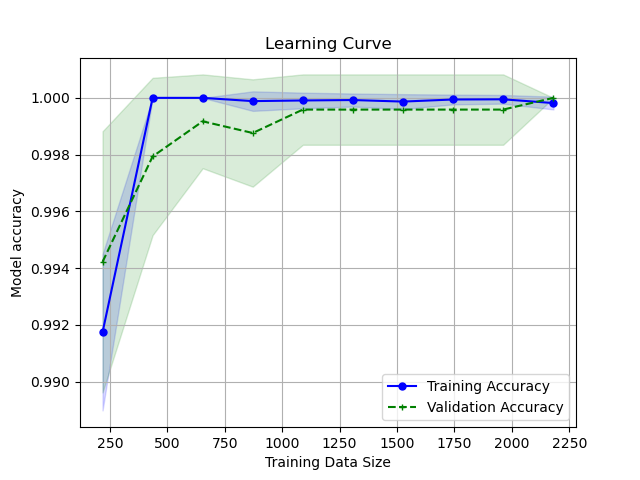 Learning Curve
1.000
0.998
0.996
0.994
0.992
0.990
Model accuracy
Training Accuracy
Validation Accuracy
250 500 750 1000 1250 1500 1750 2000 2250
Training Data Size